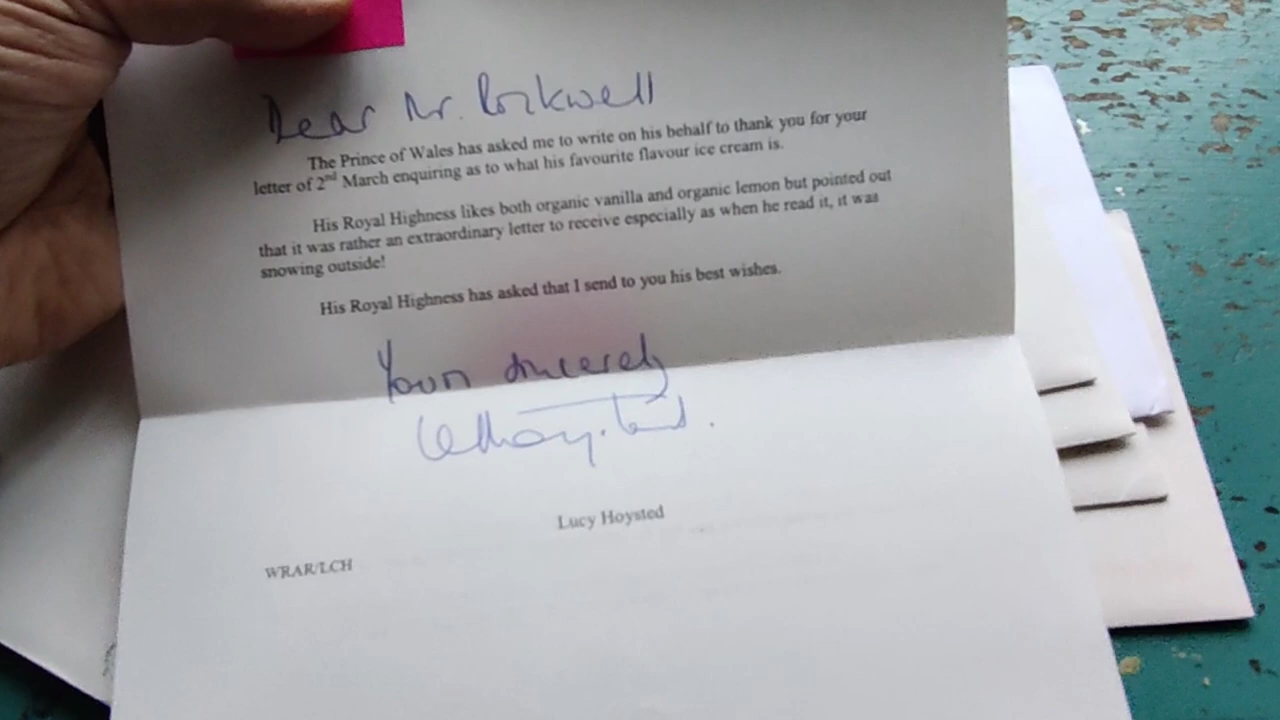 Dear Mr. Rockwell
The Prince of Wales has asked me to write on his behalf to thank you for your
letter of 2nd March enquiring as to what his favourite flavour ice cream is.
His Royal Highness likes both organic vanilla and organic lemon but pointed out
that it was rather an extraordinary letter to receive especially as when he read it, it was
snowing outside!
His Royal Highness has asked that I send to you his best wishes.
Yours sincerely
Lucy Hoysted
WRAR/LCH